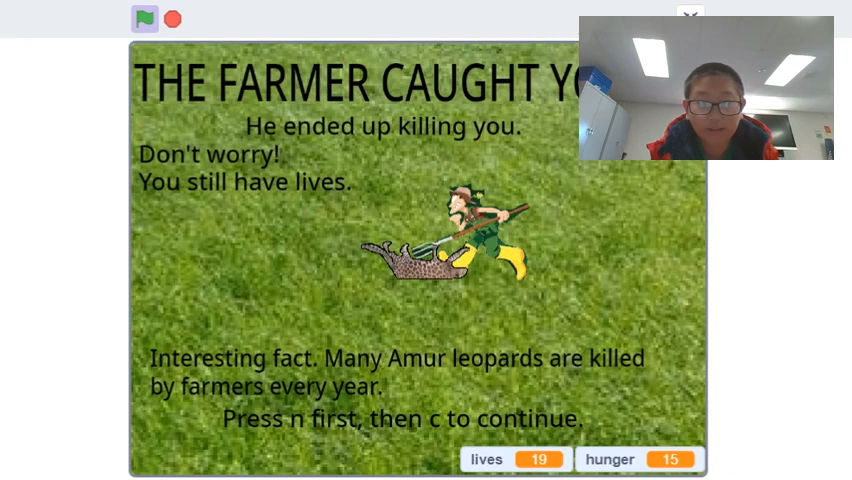 THE FARMER CAUGHT
He ended up killing you.
Don't worry!
You still have lives.
Interesting fact. Many Amur leopards are killed
by farmers every year.
Press n first, then c to continue.
lives 19 hunger 15